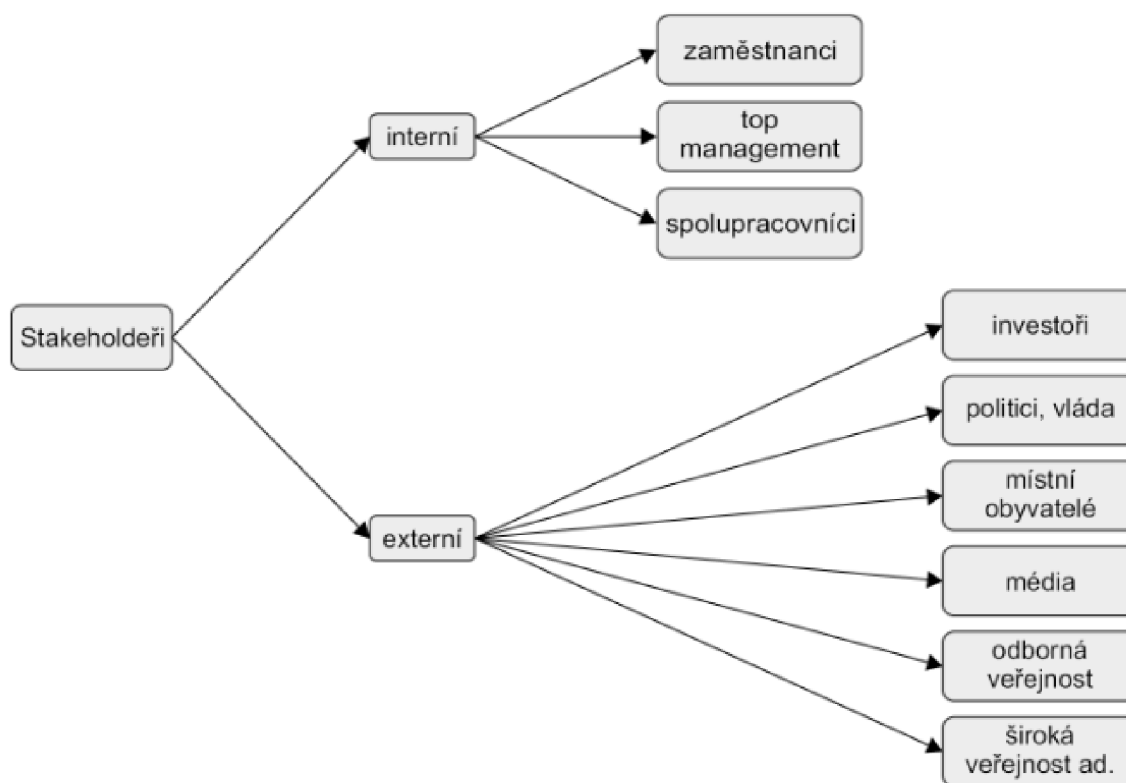 Stakeholdeři
interní
zaměstnanci
top
management
spolupracovníci
externí
investoři
politici, vláda
místní
obyvatelé
média
odborná
veřejnost
široká
veřejnost ad.